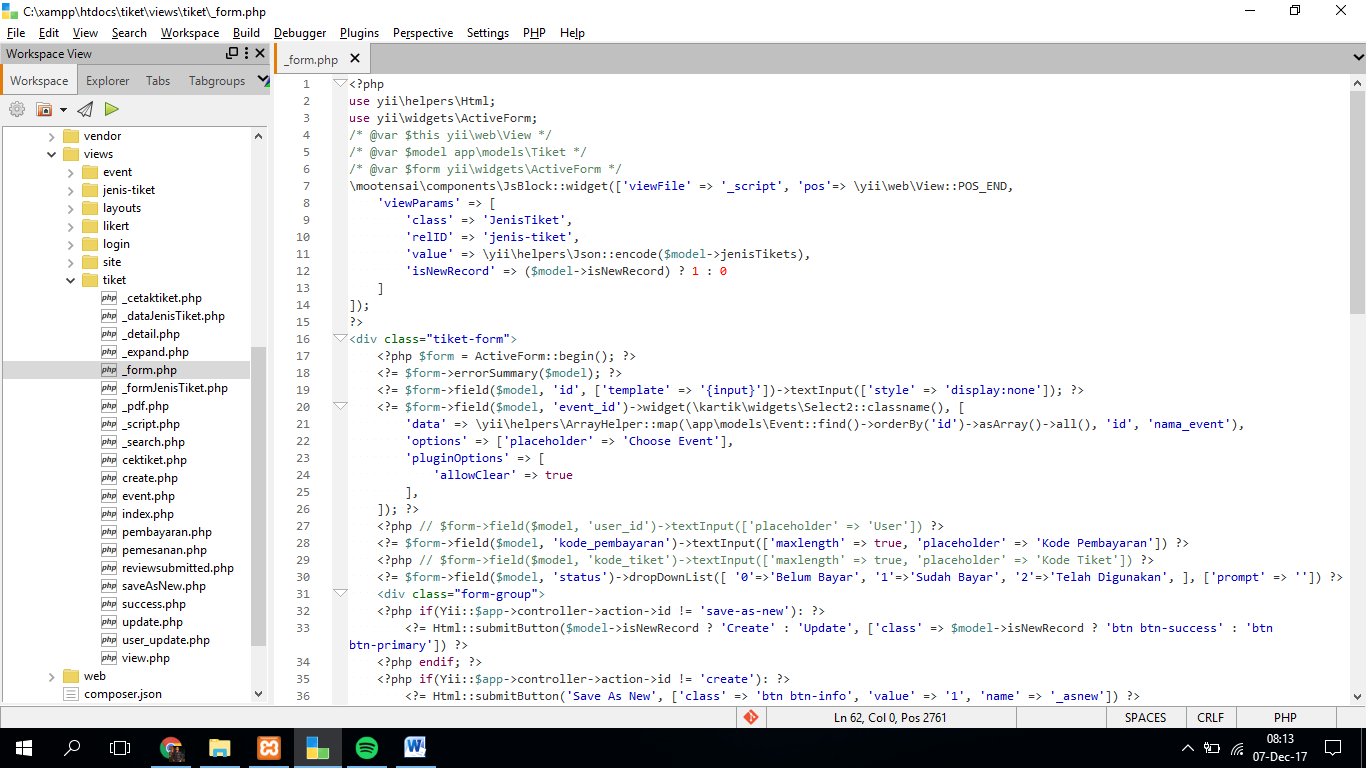 C:\xampp\htdocs\tiket\views\tiket\_form.php
File Edit View Search Workspace Build Debugger Plugins Perspective Settings PHP Help
Workspace View
Workspace Explorer Tabs Tabgroups
vendor
views
event
jenis-tiket
layouts
likert
login
site
tiket
_cetaktiket.php
_dataJenisTiket.php
_detail.php
_expand.php
_form.php
_formJenisTiket.php
_pdf.php
_script.php
_search.php
cektiket.php
create.php
event.php
index.php
pembayaran.php
pemesanan.php
reviewsubmitted.php
saveAsNew.php
success.php
update.php
user_update.php
view.php
web
composer.json
_form.php
1 <?php
2 use yii\helpers\Html;
3 use yii\widgets\ActiveForm;
4 /* @var $this yii\web\View */
5 /* @var $model app\models\Tiket */
6 /* @var $form yii\widgets\ActiveForm */
7 \mootensai\components\JsBlock::widget(['viewFile' => '_script', 'pos'=> \yii\web\View::POS_END,
8 'viewParams' => [
9 'class' => 'JenisTiket',
10 'relID' => 'jenis-tiket',
11 'value' => \yii\helpers\Json::encode($model->jenisTikets),
12 'isNewRecord' => ($model->isNewRecord) ? 1 : 0
13 ]
14 ]);
15 ?>
16 <div class="tiket-form">
17 <?php $form = ActiveForm::begin(); ?>
18 <?= $form->errorSummary($model); ?>
19 <?= $form->field($model, 'id', ['template' => '{input}'])->textInput(['style' => 'display:none']); ?>
20 <?= $form->field($model, 'event_id')->widget(\kartik\widgets\Select2::classname(), [
21 'data' => \yii\helpers\ArrayHelper::map(\app\models\Event::find()->orderBy('id')->asArray()->all(), 'id', 'nama_event'),
22 'options' => ['placeholder' => 'Choose Event'],
23 'pluginOptions' => [
24 'allowClear' => true
25 ],
26 ]); ?>
27 <?php // $form->field($model, 'user_id')->textInput(['placeholder' => 'User']) ?>
28 <?= $form->field($model, 'kode_pembayaran')->textInput(['maxlength' => true, 'placeholder' => 'Kode Pembayaran']) ?>
29 <?php // $form->field($model, 'kode_tiket')->textInput(['maxlength' => true, 'placeholder' => 'Kode Tiket']) ?>
30 <?= $form->field($model, 'status')->dropDownList([ '0'=>'Belum Bayar', '1'=>'Sudah Bayar', '2'=>'Telah Digunakan', ], ['prompt' => '']) ?>
31 <div class="form-group">
32 <?php if(Yii::$app->controller->action->id != 'save-as-new'): ?>
33 <?= Html::submitButton($model->isNewRecord ? 'Create' : 'Update', ['class' => $model->isNewRecord ? 'btn btn-success' : 'btn
btn-primary']) ?>
34 <?php endif; ?>
35 <?php if(Yii::$app->controller->action->id != 'create'): ?>
36 <?= Html::submitButton('Save As New', ['class' => 'btn btn-info', 'value' => '1', 'name' => '_asnew']) ?>
Ln 62, Col 0, Pos 2761 SPACES CRLF PHP
08:13
07-Dec-17